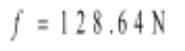 f = 128.64 N